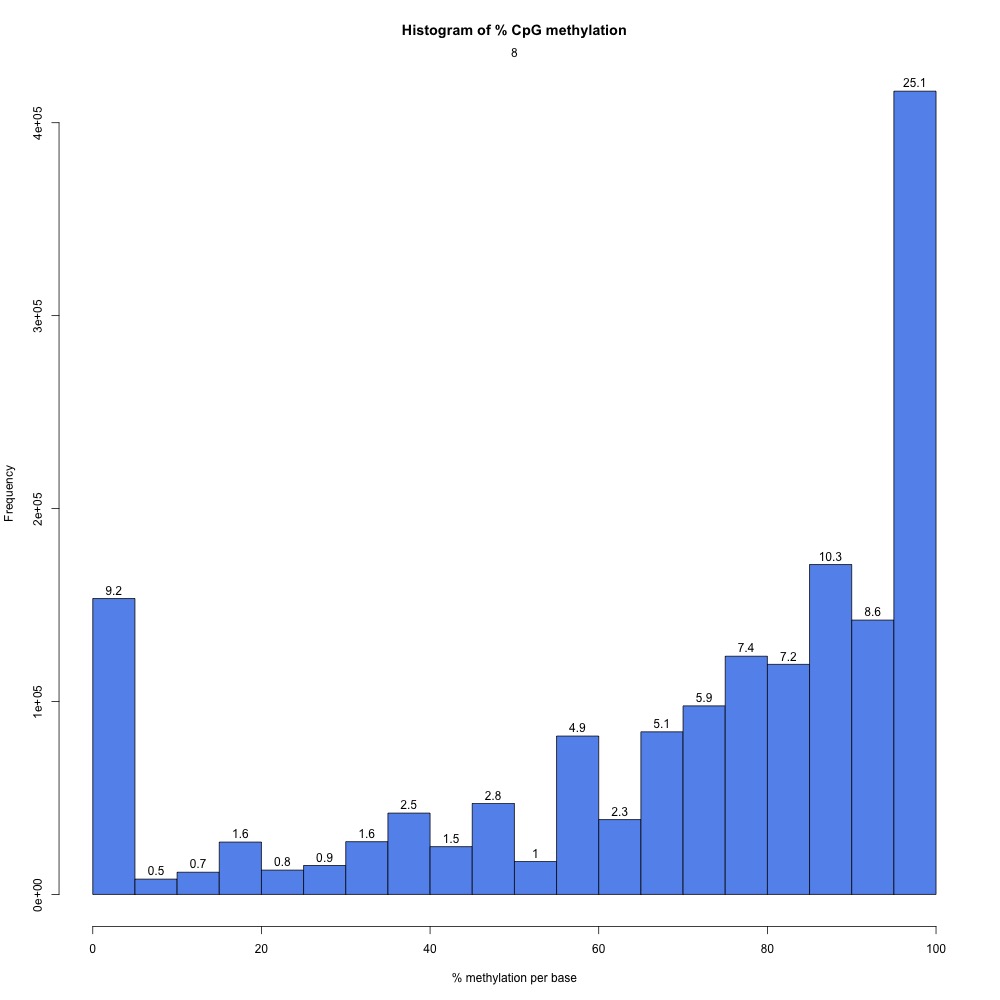 Histogram of % CpG methylation
8
Frequency
4e+05
3e+05
2e+05
1e+05
0e+00
9.2
0.5
0.7
1.6
0.8
0.9
1.6
2.5
1.5
2.8
1
4.9
2.3
5.1
5.9
7.4
7.2
10.3
8.6
25.1
0 20 40 60 80 100
% methylation per base